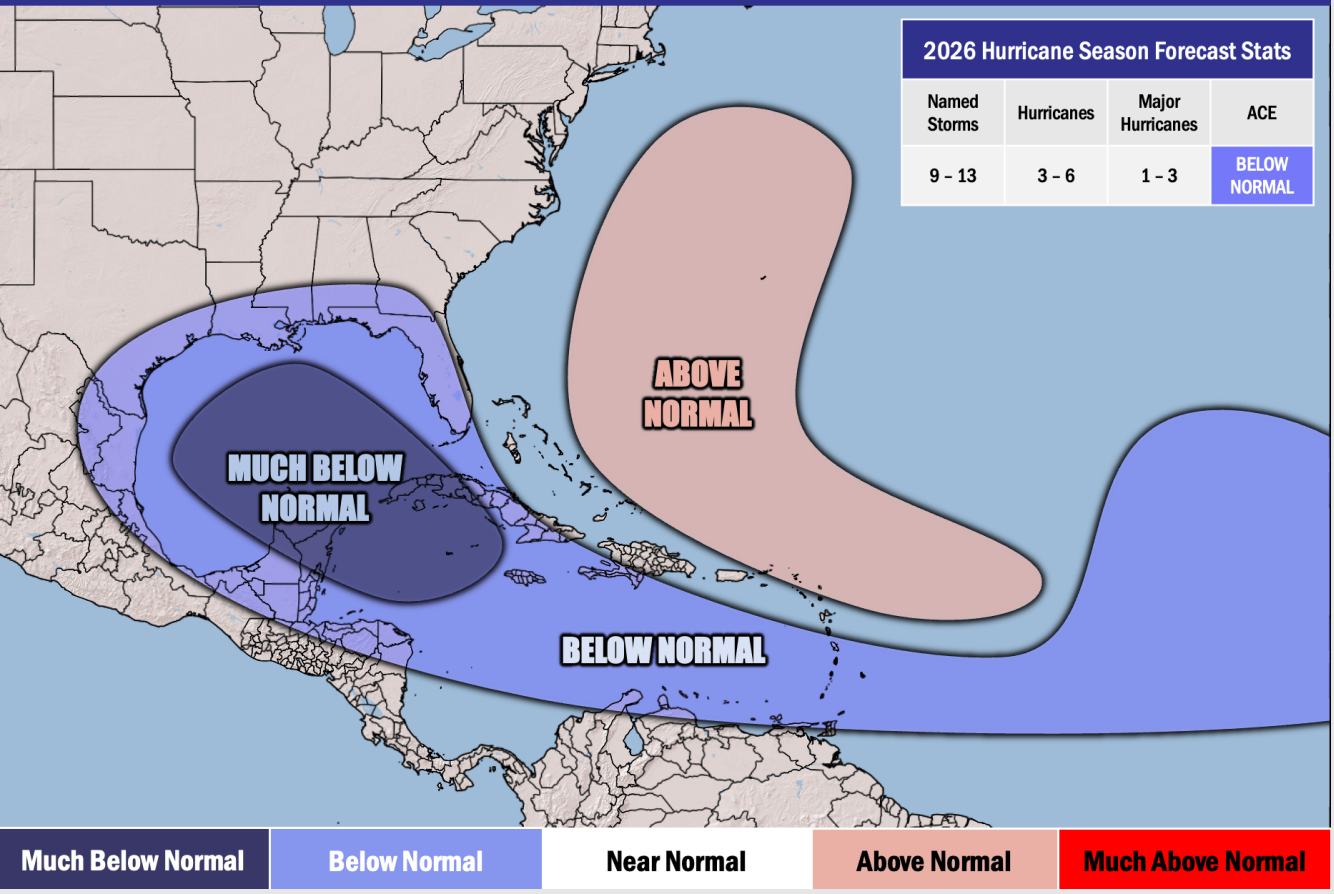 2026 Hurricane Season Forecast Stats
Named
Storms
Hurricanes
Major
Hurricanes
ACE
9 – 13
3 – 6
1 – 3
BELOW
NORMAL
ABOVE
NORMAL
MUCH BELOW
NORMAL
BELOW NORMAL
Much Below Normal
Below Normal
Near Normal
Above Normal
Much Above Normal